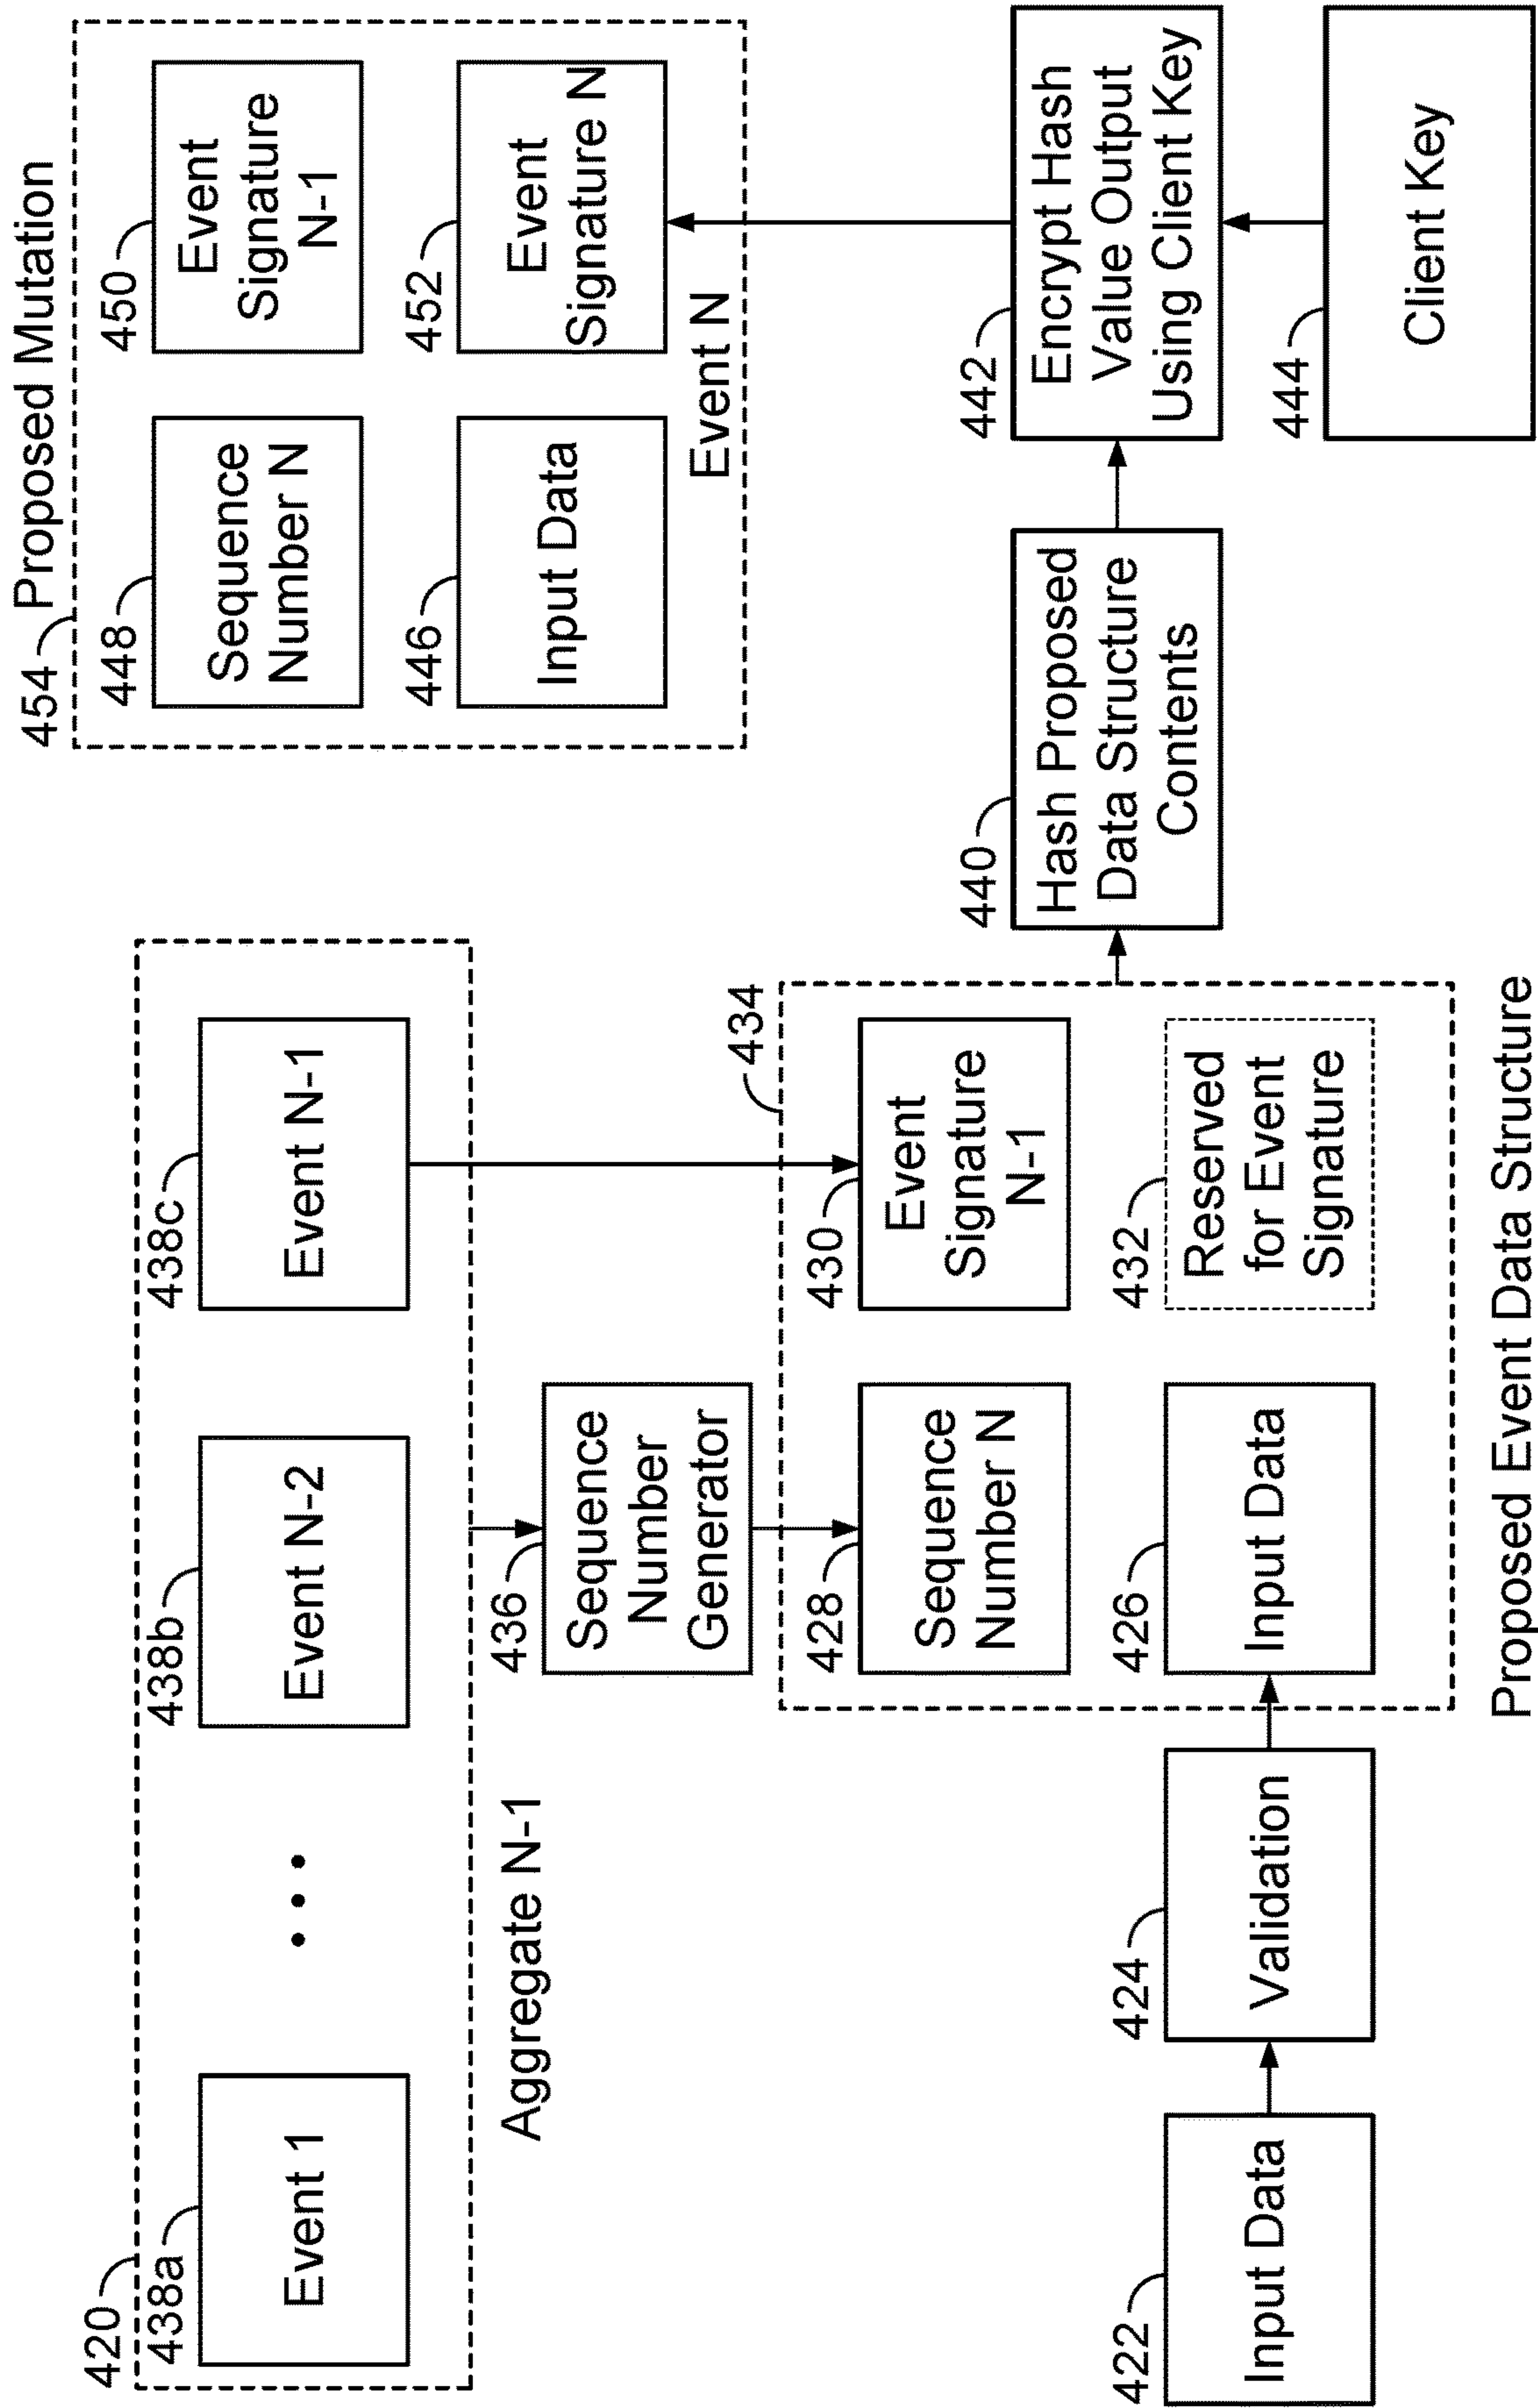 420
438a
Event 1
438b
Event N-2
438c
Event N-1
Aggregate N-1
436
Sequence
Number
Generator
434
428
Sequence
Number N
430
Event
Signature
N-1
422
Input Data
424
Validation
426
Input Data
432
Reserved
for Event
Signature
Proposed Event Data Structure
454
Proposed Mutation
448
Sequence
Number N
450
Event
Signature
N-1
446
Input Data
452
Event
Signature N
Event N
440
Hash Proposed
Data Structure
Contents
442
Encrypt Hash
Value Output
Using Client Key
444
Client Key